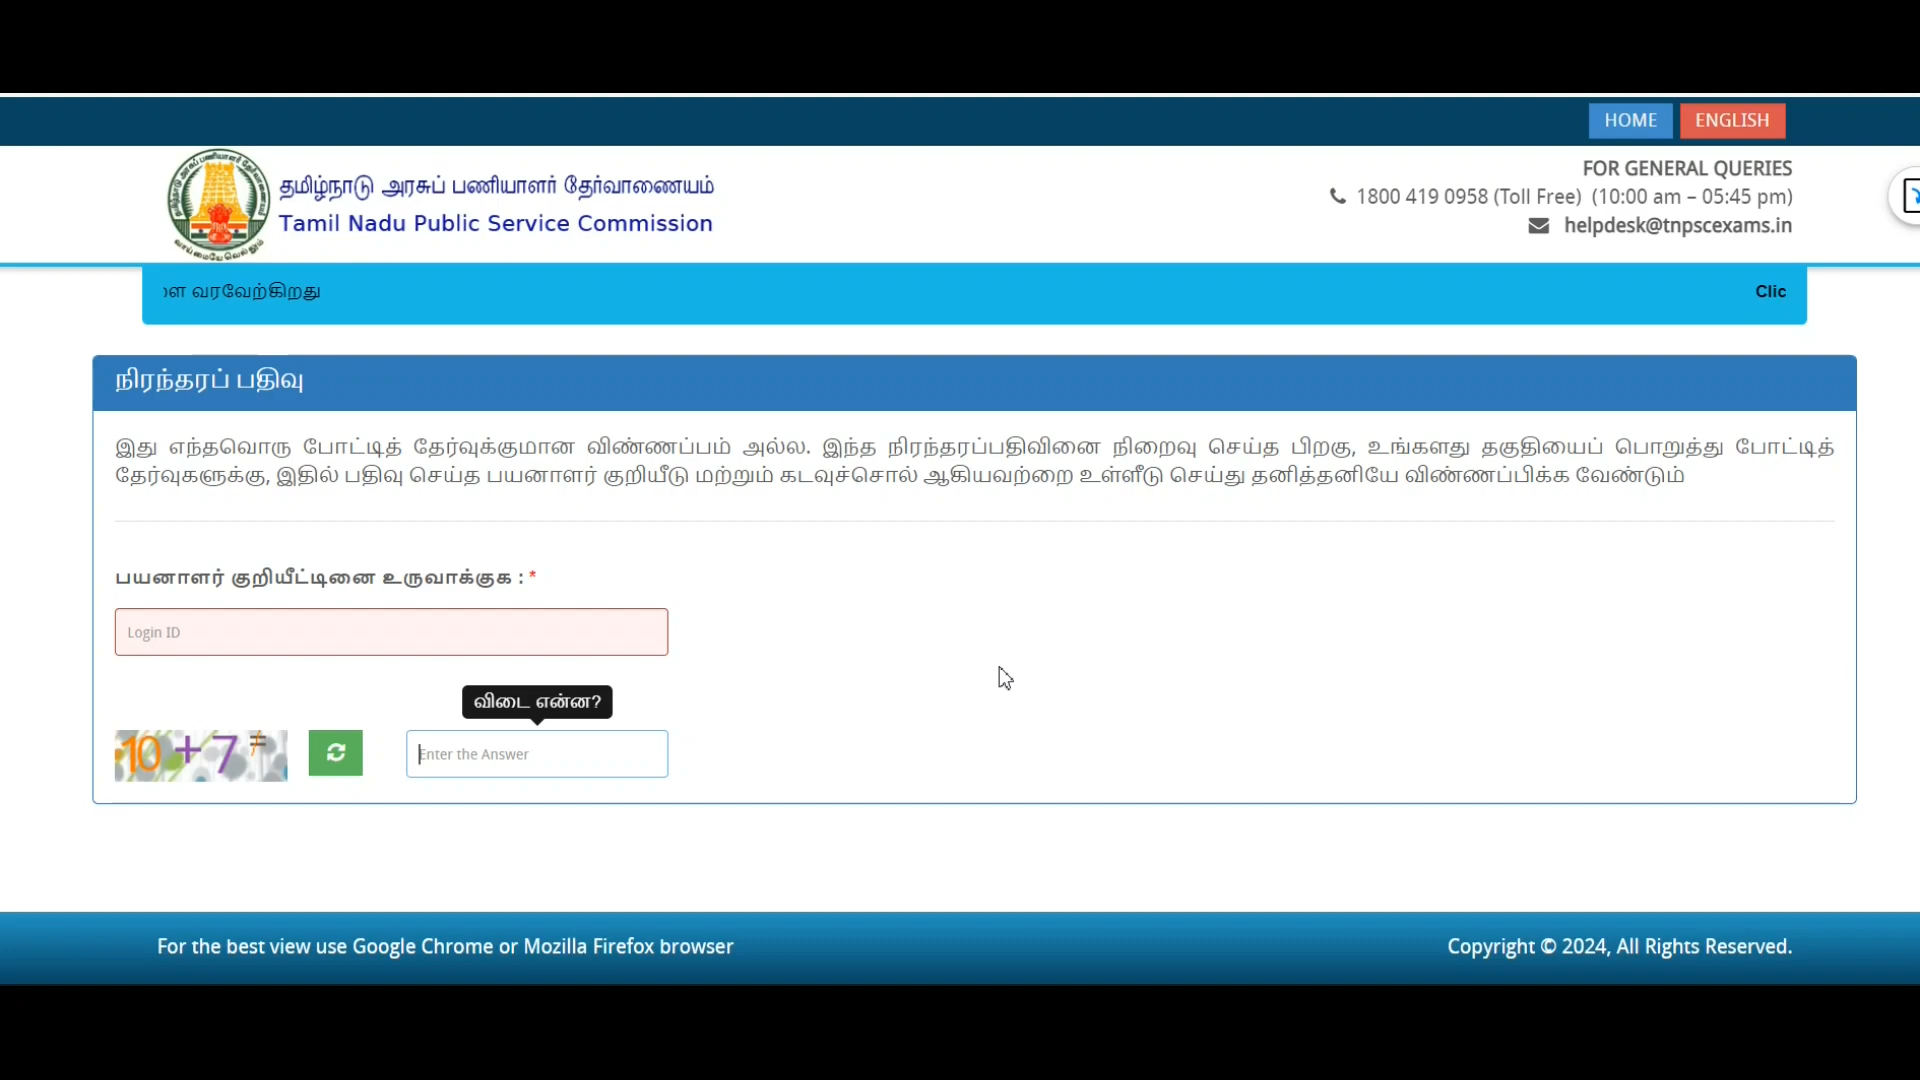 HOME ENGLISH
தமிழ்நாடு அரசுப் பணியாளர் தேர்வாணையம்
Tamil Nadu Public Service Commission
FOR GENERAL QUERIES
1800 419 0958 (Toll Free) (10:00 am – 05:45 pm)
helpdesk@tnpscexams.in
வரவேற்கிறது Clic
நிரந்தரப் பதிவு
இது எந்தவொரு போட்டித் தேர்வுக்குமான விண்ணப்பம் அல்ல. இந்த நிரந்தரப்பதிவினை நிறைவு செய்த பிறகு, உங்களது தகுதியைப் பொறுத்து போட்டித்
தேர்வுகளுக்கு, இதில் பதிவு செய்த பயனாளர் குறியீடு மற்றும் கடவுச்சொல் ஆகியவற்றை உள்ளீடு செய்து தனித்தனியே விண்ணப்பிக்க வேண்டும்
பயனாளர் குறியீட்டினை உருவாக்குக : *
Login ID
விடை என்ன?
10 + 7 =
Enter the Answer
For the best view use Google Chrome or Mozilla Firefox browser
Copyright © 2024, All Rights Reserved.